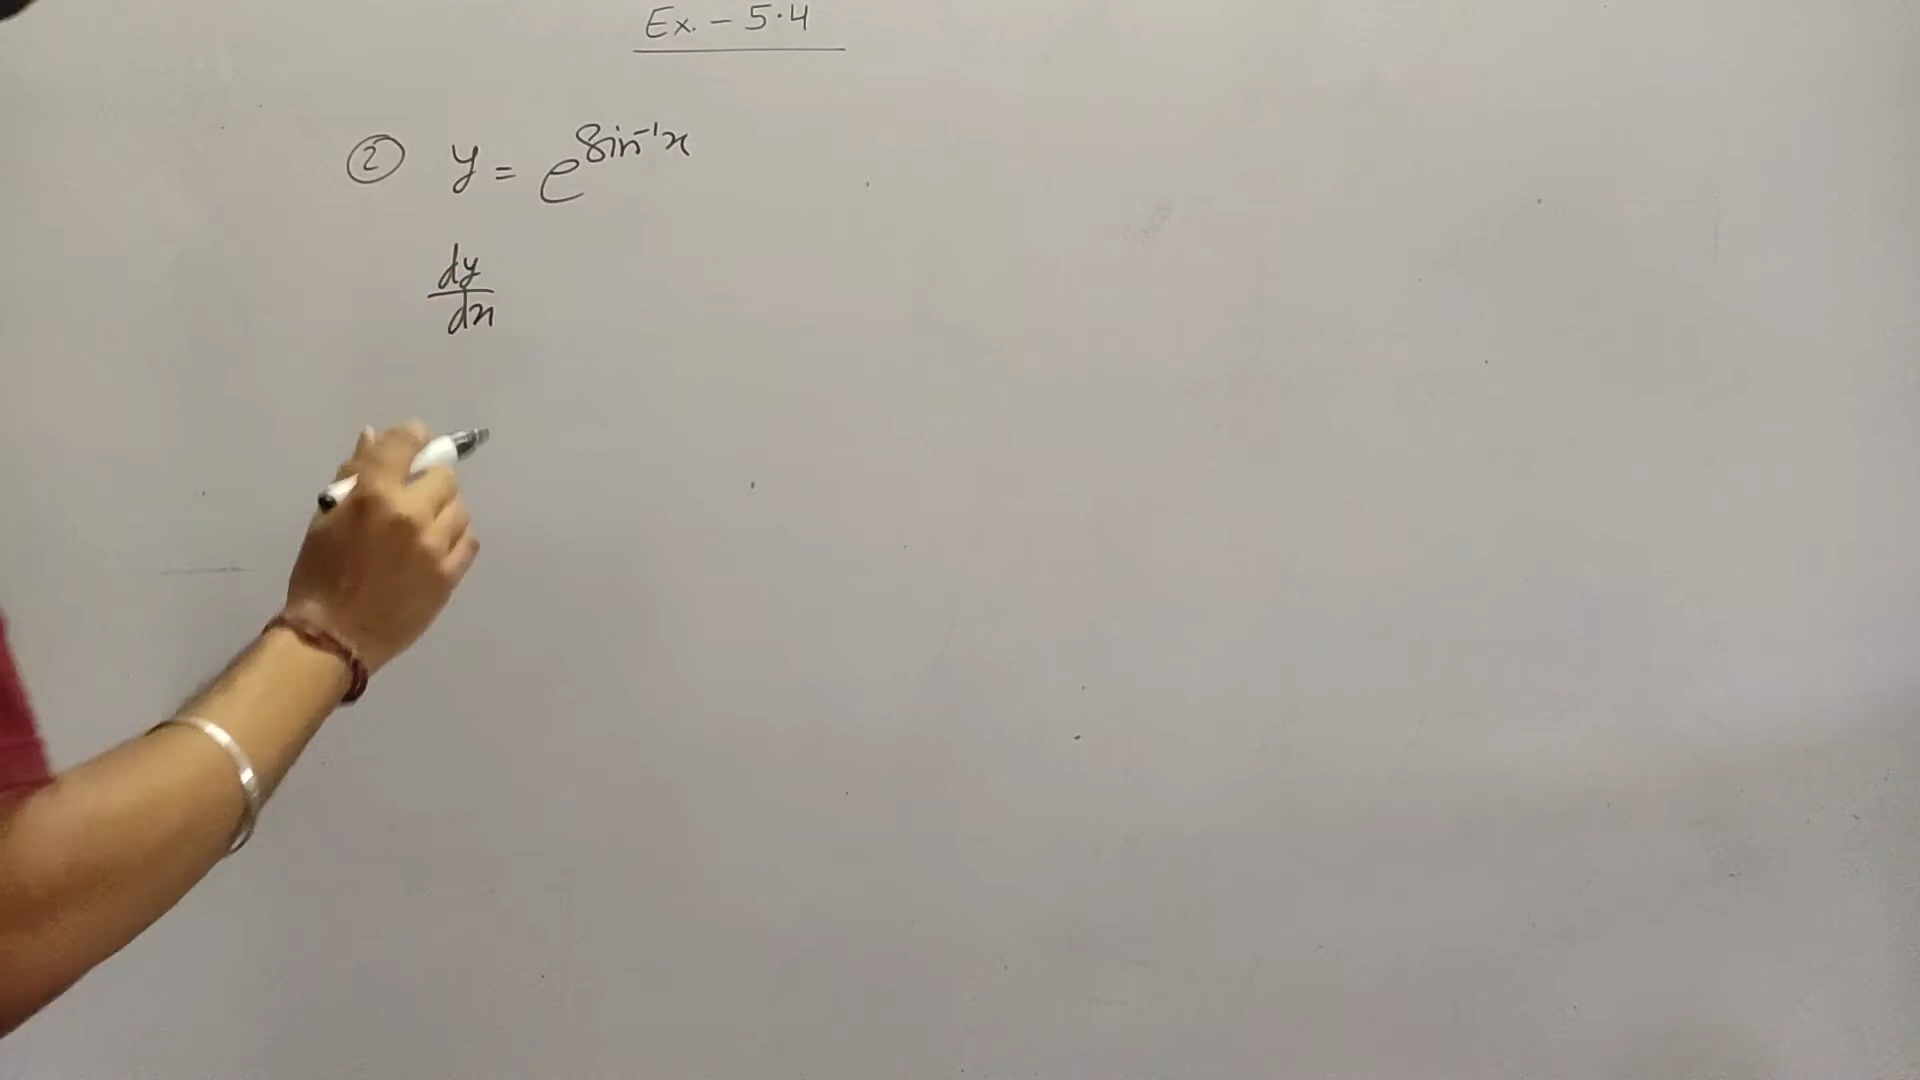 Ex. – 5.4
② y = e^{Sin⁻¹x}
dy/dx